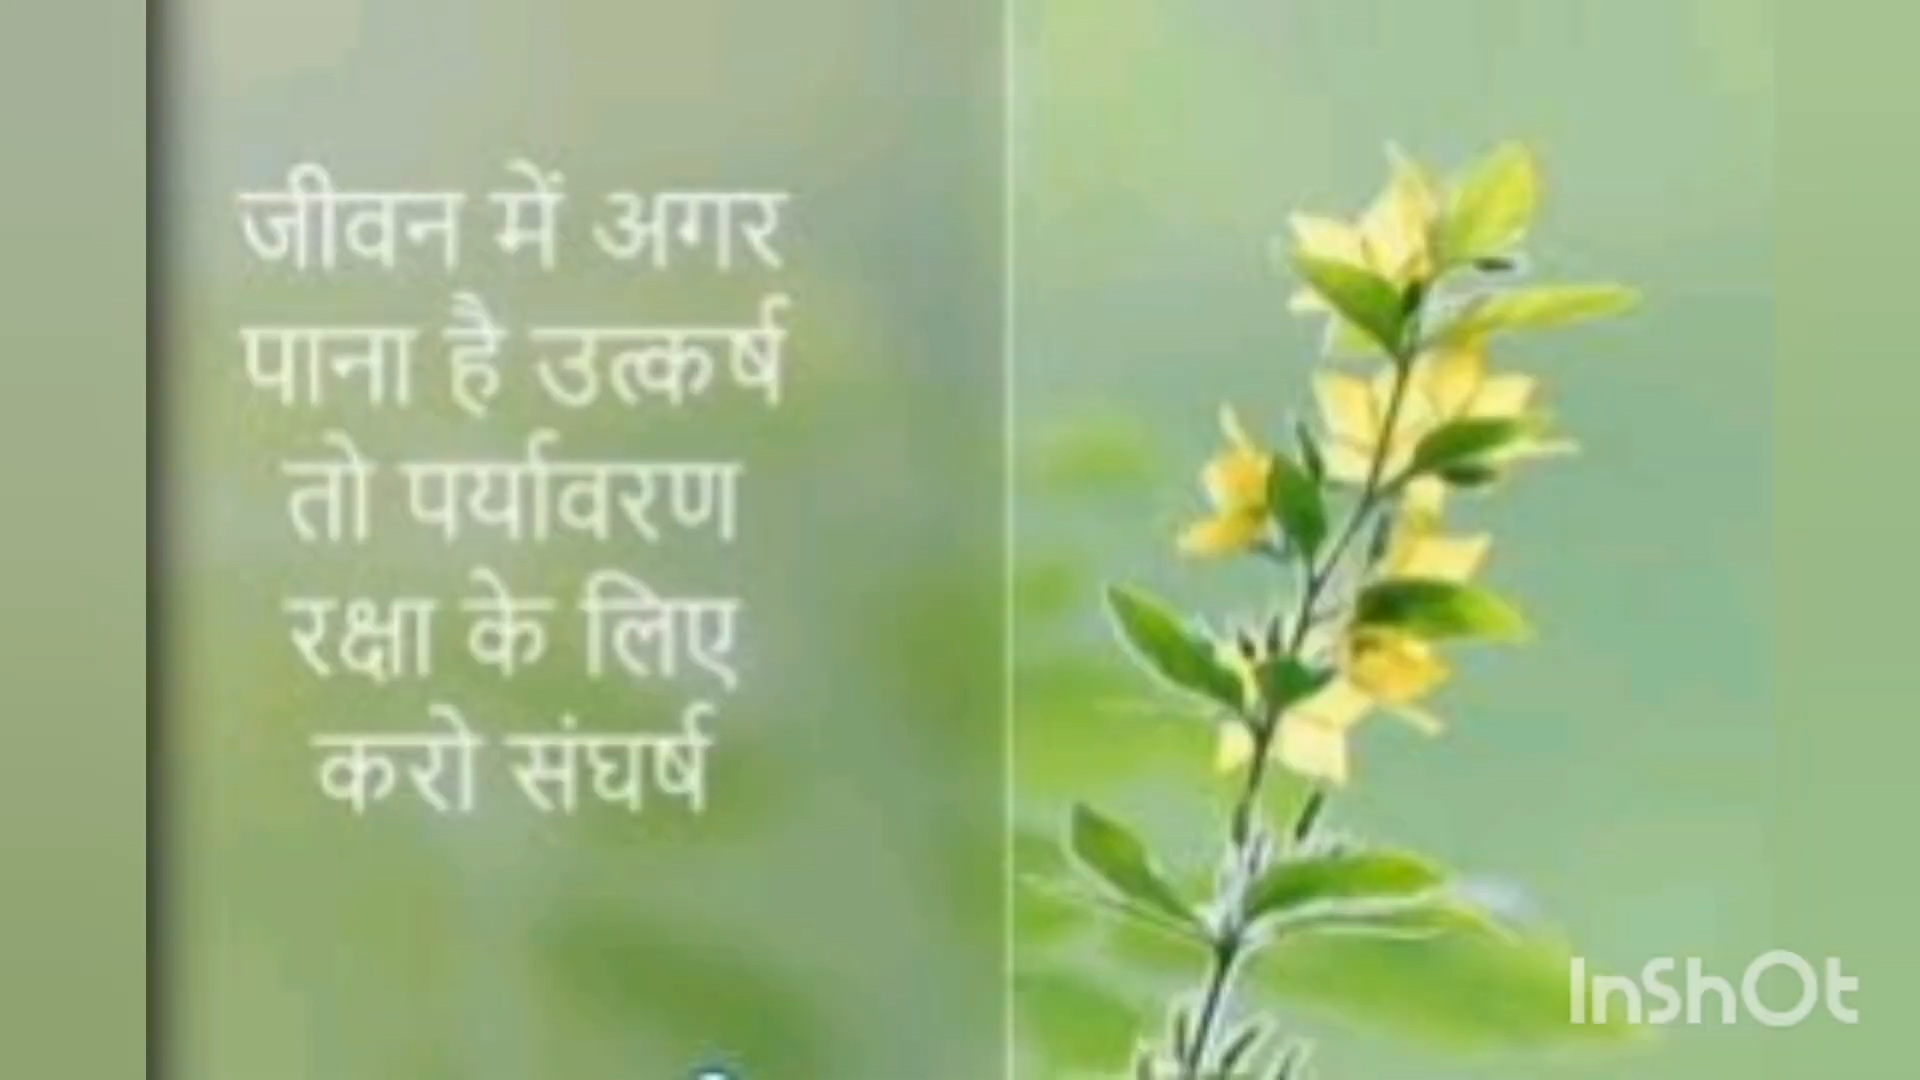 जीवन में अगर
पाना है उत्कर्ष
तो पर्यावरण
रक्षा के लिए
करो संघर्ष
InShOt